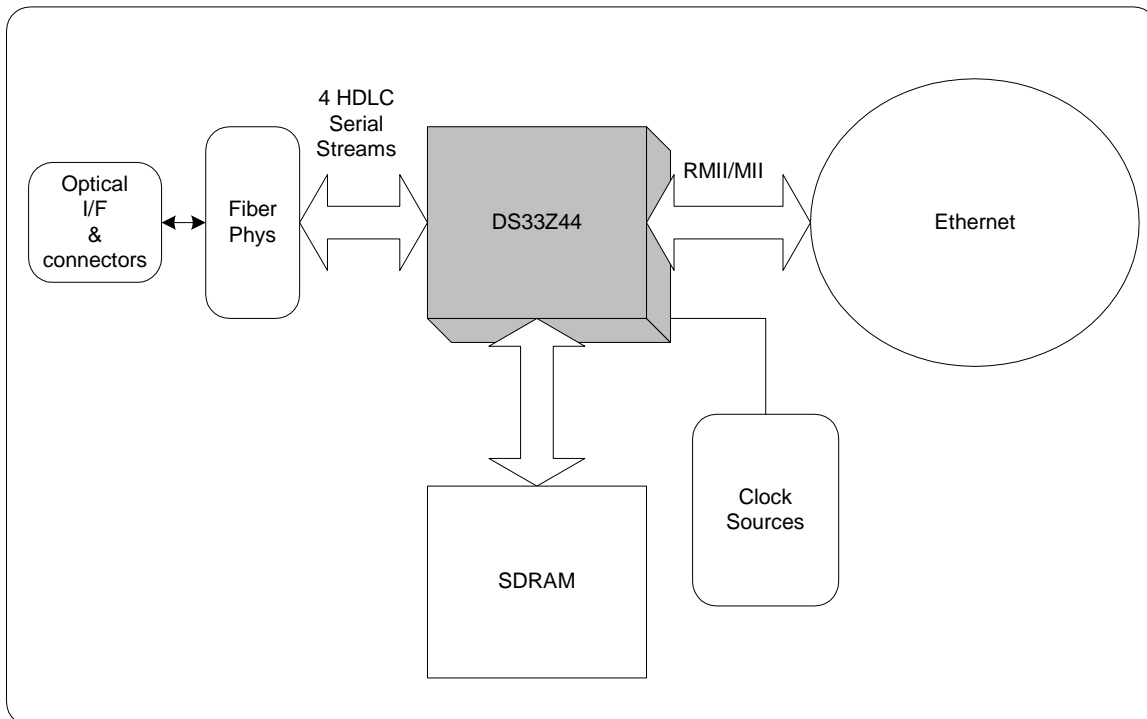 4 HDLC
Serial
Streams
Optical
I/F
&
connectors
Fiber
Phys
DS33Z44
RMII/MII
Ethernet
SDRAM
Clock
Sources